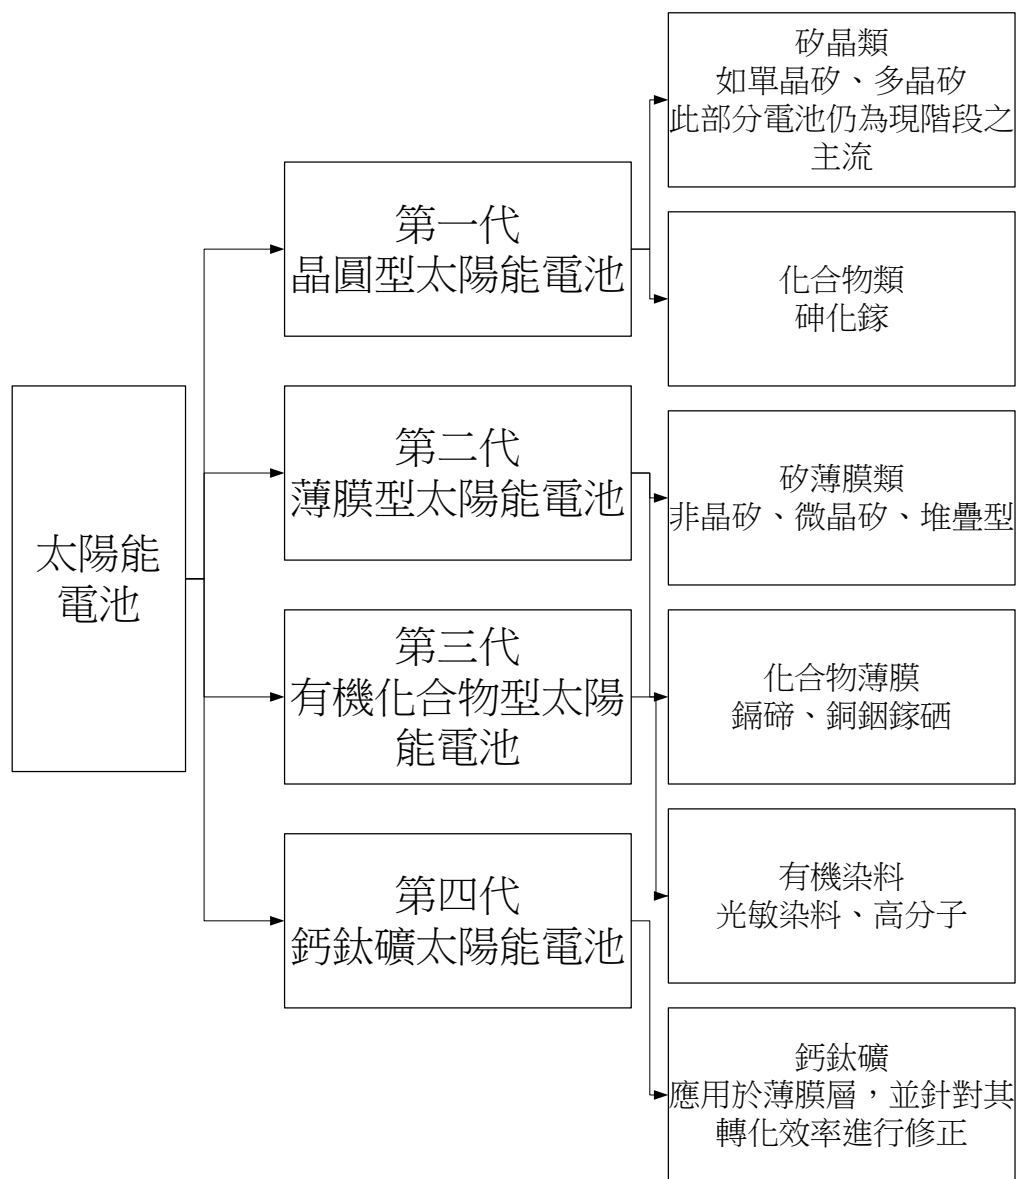 太陽能
電池
第一代
晶圓型太陽能電池
第二代
薄膜型太陽能電池
第三代
有機化合物型太陽
能電池
第四代
鈣鈦礦太陽能電池
矽晶類
如單晶矽、多晶矽
此部分電池仍為現階段之
主流
化合物類
砷化鎵
矽薄膜類
非晶矽、微晶矽、堆疊型
化合物薄膜
鎘碲、銅銦鎵硒
有機染料
光敏染料、高分子
鈣鈦礦
應用於薄膜層，並針對其
轉化效率進行修正